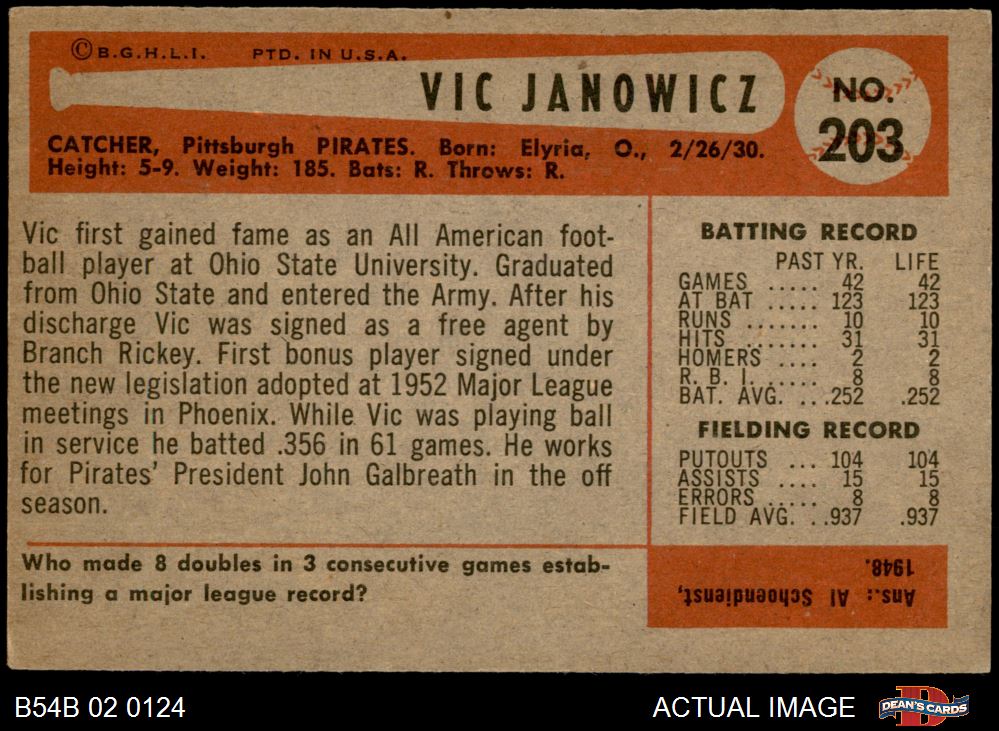 ©B.G.H.L.I. PTD. IN U.S.A.
VIC JANOWICZ
NO.
203
CATCHER, Pittsburgh PIRATES. Born: Elyria, O., 2/26/30.
Height: 5-9. Weight: 185. Bats: R. Throws: R.
Vic first gained fame as an All American foot-
ball player at Ohio State University. Graduated
from Ohio State and entered the Army. After his
discharge Vic was signed as a free agent by
Branch Rickey. First bonus player signed under
the new legislation adopted at 1952 Major League
meetings in Phoenix. While Vic was playing ball
in service he batted .356 in 61 games. He works
for Pirates' President John Galbreath in the off
season.
BATTING RECORD
PAST YR. LIFE
GAMES ..... 42 42
AT BAT ..... 123 123
RUNS ....... 10 10
HITS ........ 31 31
HOMERS .... 2 2
R. B. I. ..... 8 8
BAT. AVG. ...252 .252
FIELDING RECORD
PUTOUTS ... 104 104
ASSISTS .... 15 15
ERRORS ..... 8 8
FIELD AVG. ..937 .937
Who made 8 doubles in 3 consecutive games estab-
lishing a major league record?
Ans.: Al Schoendienst,
1948.
B54B 02 0124
ACTUAL IMAGE
D
DEAN'S CARDS